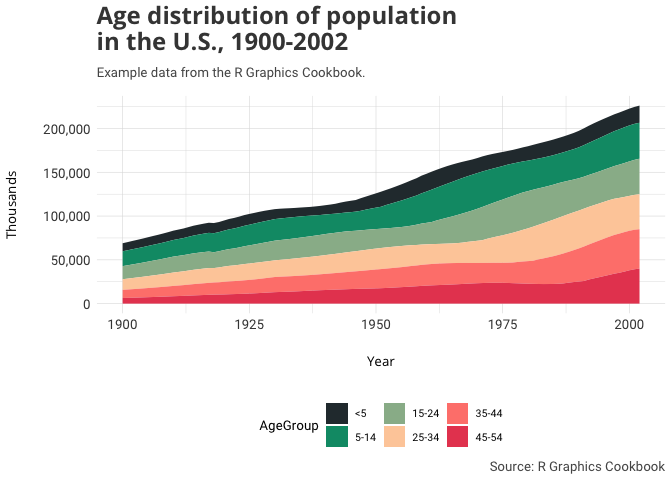 Age distribution of population
in the U.S., 1900-2002
Example data from the R Graphics Cookbook.
Thousands
200,000
150,000
100,000
50,000
0
1900 1925 1950 1975 2000
Year
AgeGroup
<5 15-24 35-44
5-14 25-34 45-54
Source: R Graphics Cookbook